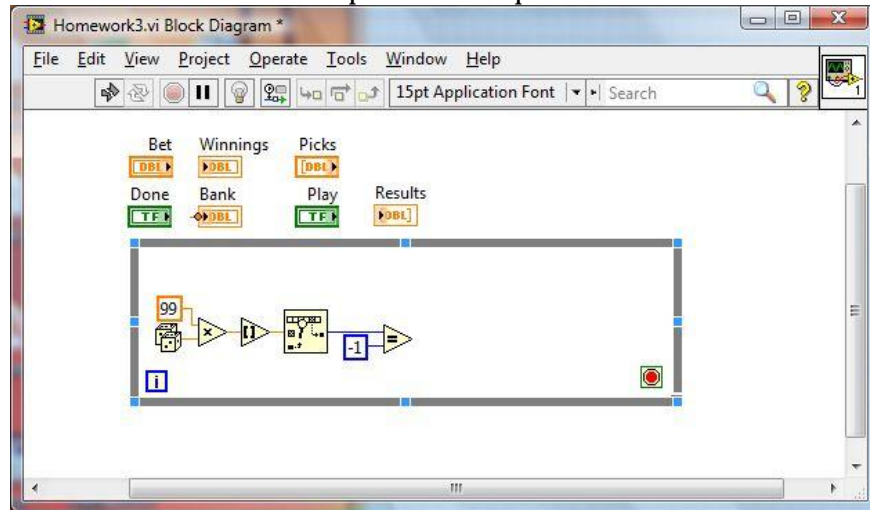 Homework3.vi Block Diagram *
File Edit View Project Operate Tools Window Help
15pt Application Font Search
1
Bet Winnings Picks
DBL DBL DBL
Done Bank Play Results
TF DBL TF DBL
99
-1
i